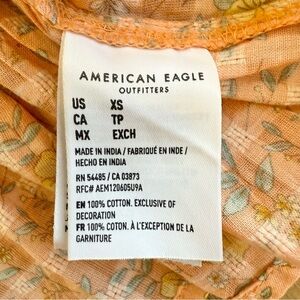 AMERICAN EAGLE
OUTFITTERS
US XS
CA TP
MX EXCH
MADE IN INDIA / FABRIQUÉ EN INDE /
HECHO EN INDIA
RN 54485 / CA 03873
RFC# AEM120605U9A
EN 100% COTTON. EXCLUSIVE OF
DECORATION
FR 100% COTON. À L'EXCEPTION DE LA
GARNITURE